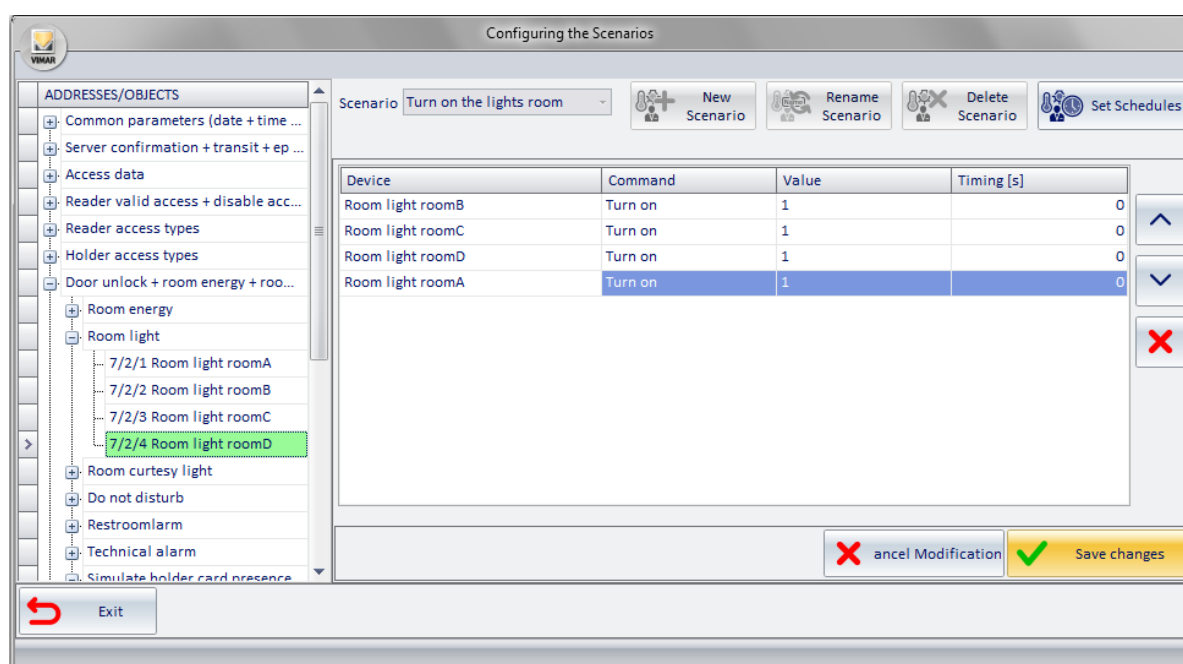 Configuring the Scenarios
VIMAR
ADDRESSES/OBJECTS
Common parameters (date + time ...
Server confirmation + transit + ep ...
Access data
Reader valid access + disable acc...
Reader access types
Holder access types
Door unlock + room energy + roo...
Room energy
Room light
7/2/1 Room light roomA
7/2/2 Room light roomB
7/2/3 Room light roomC
7/2/4 Room light roomD
Room curtesy light
Do not disturb
Restroomlarm
Technical alarm
Simulate holder card presence
Scenario Turn on the lights room
New
Scenario
Rename
Scenario
Delete
Scenario
Set Schedules
Device Command Value Timing [s]
Room light roomB Turn on 1 0
Room light roomC Turn on 1 0
Room light roomD Turn on 1 0
Room light roomA Turn on 1 0
ancel Modification
Save changes
Exit